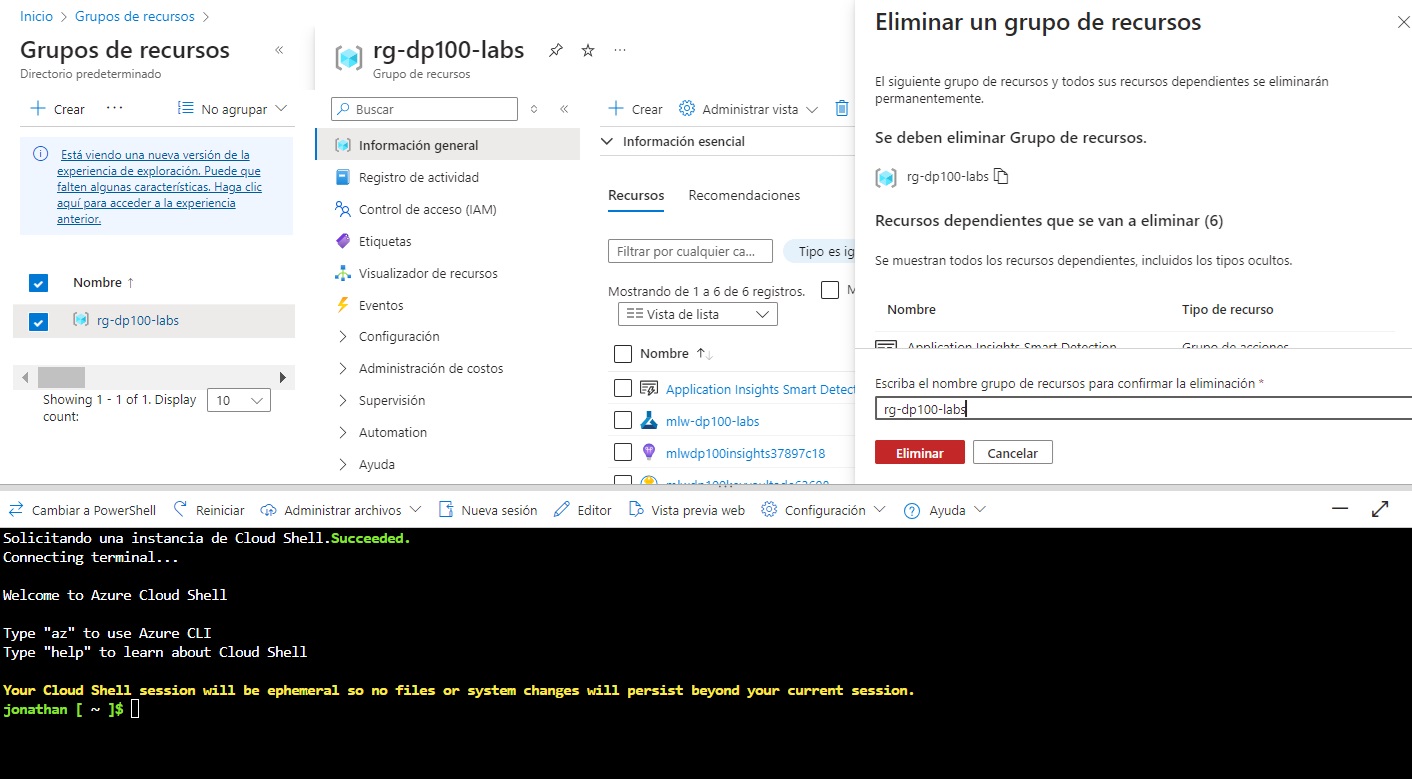 Inicio > Grupos de recursos >
Grupos de recursos «
Directorio predeterminado
Crear ... No agrupar
Está viendo una nueva versión de la
experiencia de exploración. Puede que
falten algunas características. Haga clic
aquí para acceder a la experiencia
anterior.
Nombre ↑
rg-dp100-labs
Showing 1 - 1 of 1. Display
count:
10
rg-dp100-labs ...
Grupo de recursos
Buscar «
Información general
Registro de actividad
Control de acceso (IAM)
Etiquetas
Visualizador de recursos
Eventos
Configuración
Administración de costos
Supervisión
Automation
Ayuda
Crear Administrar vista
Información esencial
Recursos Recomendaciones
Filtrar por cualquier ca... Tipo es ig
Mostrando de 1 a 6 de 6 registros. M
Vista de lista
Nombre ↑↓
Application Insights Smart Detect
mlw-dp100-labs
mlwdp100insights37897c18
Eliminar un grupo de recursos
El siguiente grupo de recursos y todos sus recursos dependientes se eliminarán
permanentemente.
Se deben eliminar Grupo de recursos.
rg-dp100-labs
Recursos dependientes que se van a eliminar (6)
Se muestran todos los recursos dependientes, incluidos los tipos ocultos.
Nombre Tipo de recurso
Application Insights Smart Detection Grupo de acciones
Escriba el nombre grupo de recursos para confirmar la eliminación *
rg-dp100-labs
Eliminar Cancelar
Cambiar a PowerShell Reiniciar Administrar archivos Nueva sesión Editor Vista previa web Configuración Ayuda
Solicitando una instancia de Cloud Shell.Succeeded.
Connecting terminal...
Welcome to Azure Cloud Shell
Type "az" to use Azure CLI
Type "help" to learn about Cloud Shell
Your Cloud Shell session will be ephemeral so no files or system changes will persist beyond your current session.
jonathan [ ~ ]$